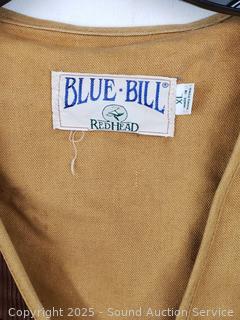 BLUE·BILL®
REDHEAD
XL
Copyright © 2025 - Sound Auction Service